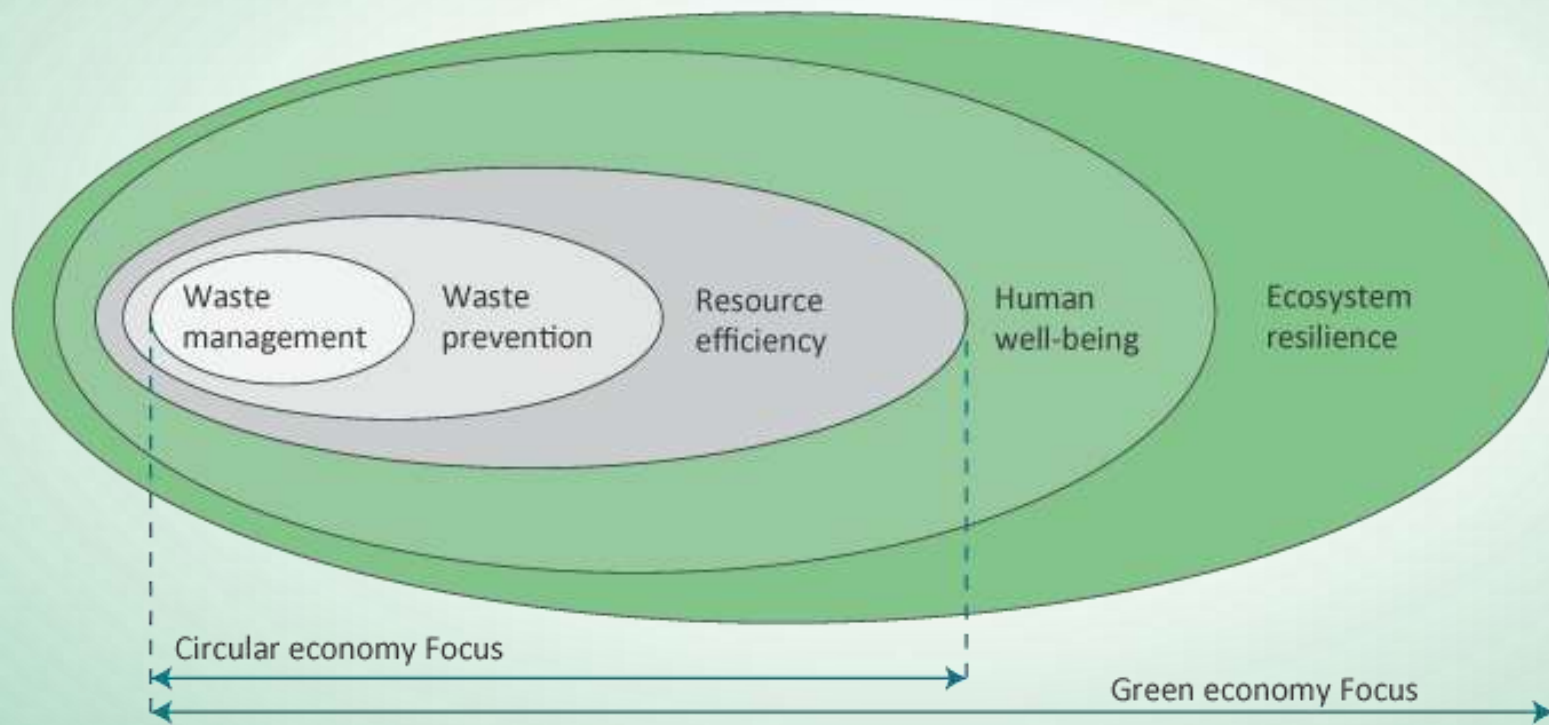 Waste
management
Waste
prevention
Resource
efficiency
Human
well-being
Ecosystem
resilience
Circular economy Focus
Green economy Focus